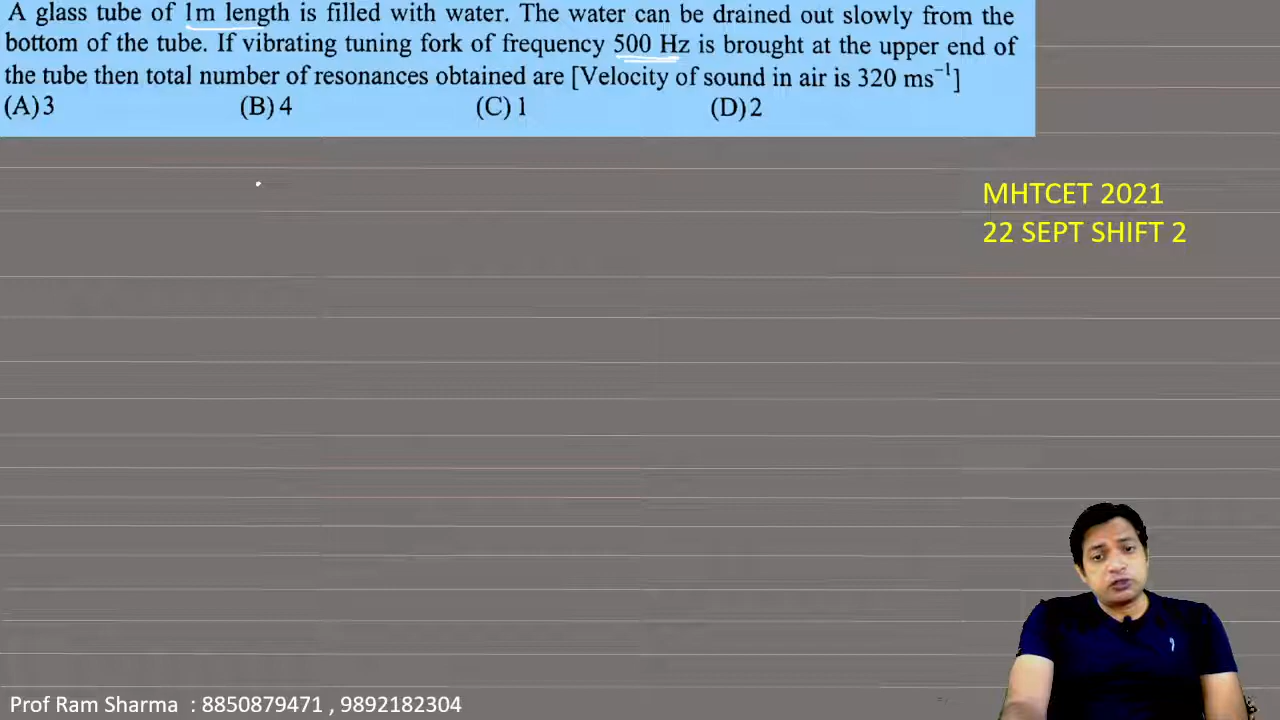 A glass tube of 1m length is filled with water. The water can be drained out slowly from the
bottom of the tube. If vibrating tuning fork of frequency 500 Hz is brought at the upper end of
the tube then total number of resonances obtained are [Velocity of sound in air is 320 ms⁻¹]
(A) 3 (B) 4 (C) 1 (D) 2
MHTCET 2021
22 SEPT SHIFT 2
Prof Ram Sharma : 8850879471 , 9892182304